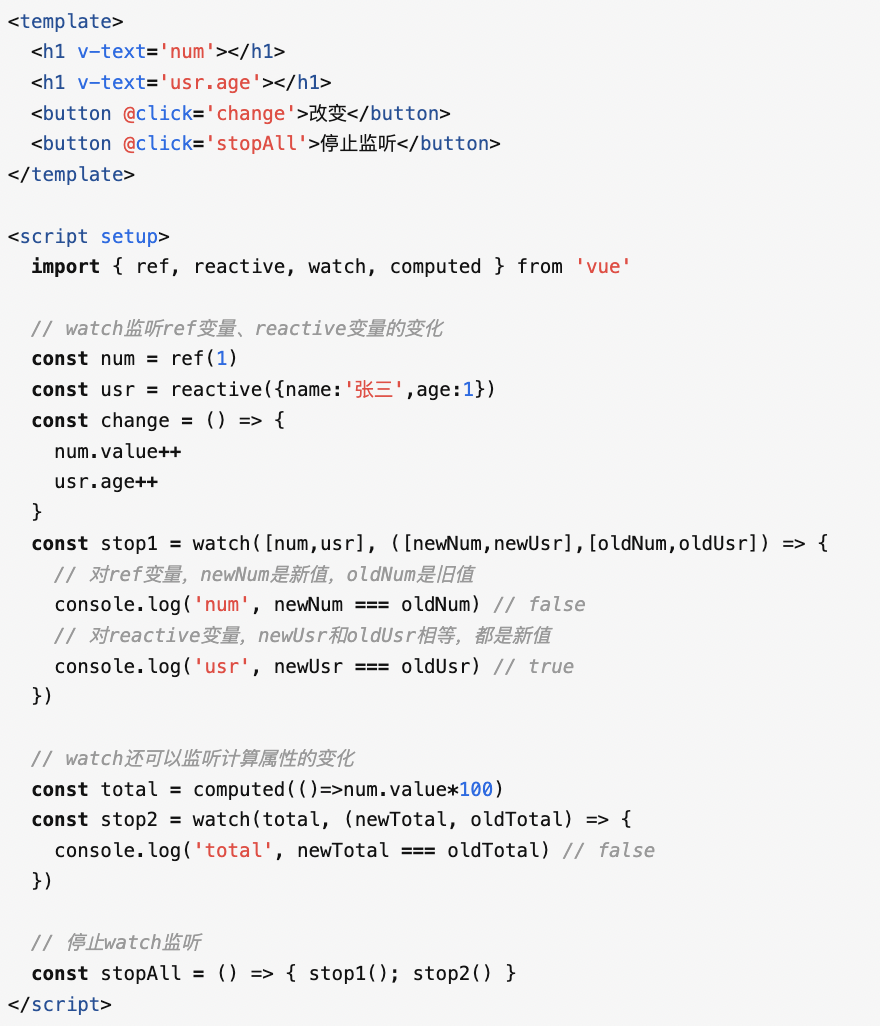 <template>
  <h1 v-text='num'></h1>
  <h1 v-text='usr.age'></h1>
  <button @click='change'>改变</button>
  <button @click='stopAll'>停止监听</button>
</template>

<script setup>
  import { ref, reactive, watch, computed } from 'vue'

  // watch监听ref变量、reactive变量的变化
  const num = ref(1)
  const usr = reactive({name:'张三',age:1})
  const change = () => {
    num.value++
    usr.age++
  }
  const stop1 = watch([num,usr], ([newNum,newUsr],[oldNum,oldUsr]) => {
    // 对ref变量，newNum是新值，oldNum是旧值
    console.log('num', newNum === oldNum) // false
    // 对reactive变量，newUsr和oldUsr相等，都是新值
    console.log('usr', newUsr === oldUsr) // true
  })

  // watch还可以监听计算属性的变化
  const total = computed(()=>num.value*100)
  const stop2 = watch(total, (newTotal, oldTotal) => {
    console.log('total', newTotal === oldTotal) // false
  })

  // 停止watch监听
  const stopAll = () => { stop1(); stop2() }
</script>